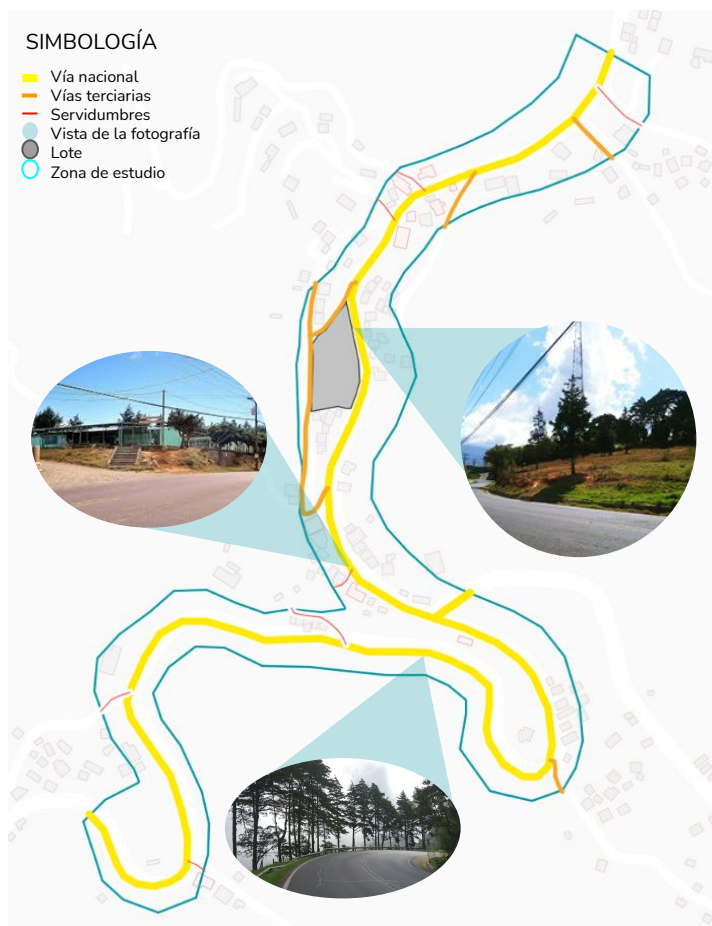 SIMBOLOGÍA
Vía nacional
Vías terciarias
Servidumbres
Vista de la fotografía
Lote
Zona de estudio